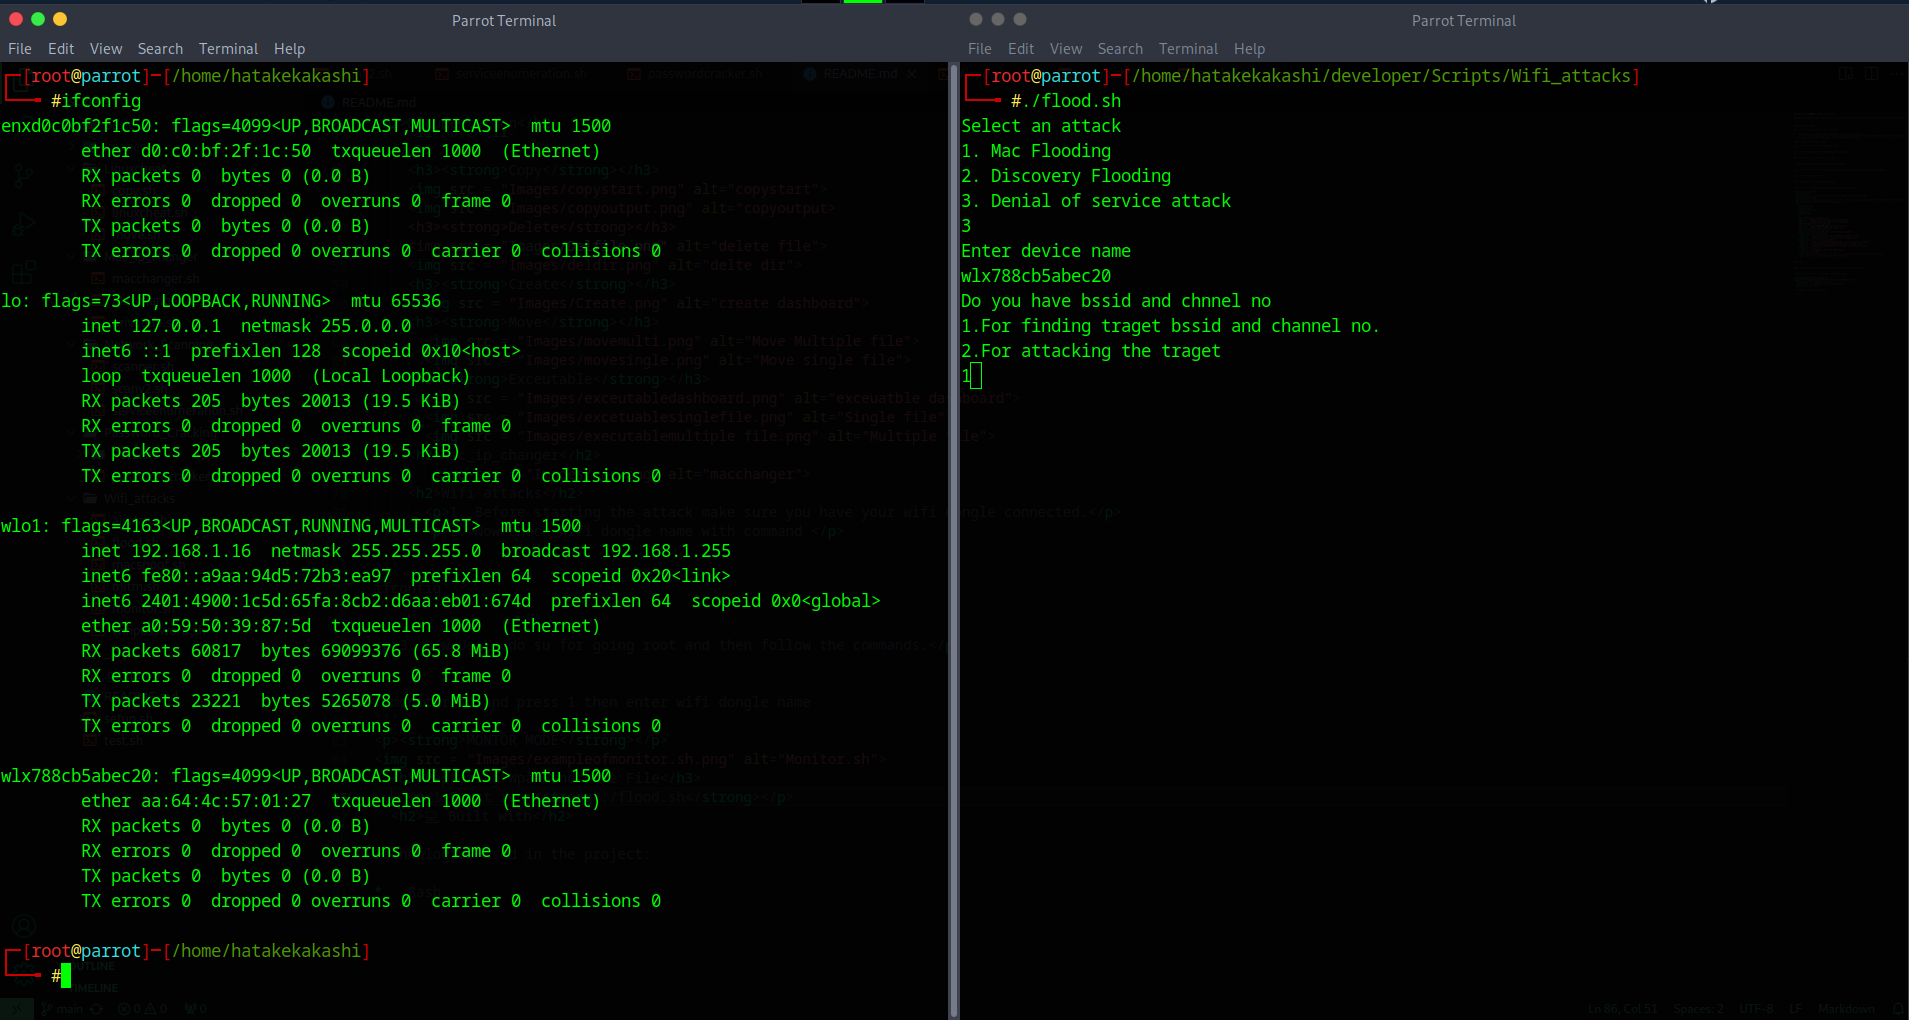 Parrot Terminal
File Edit View Search Terminal Help
[root@parrot]─[/home/hatakekakashi]
#ifconfig
enxd0c0bf2f1c50: flags=4099<UP,BROADCAST,MULTICAST>  mtu 1500
ether d0:c0:bf:2f:1c:50  txqueuelen 1000  (Ethernet)
RX packets 0  bytes 0 (0.0 B)
RX errors 0  dropped 0  overruns 0  frame 0
TX packets 0  bytes 0 (0.0 B)
TX errors 0  dropped 0 overruns 0  carrier 0  collisions 0
lo: flags=73<UP,LOOPBACK,RUNNING>  mtu 65536
inet 127.0.0.1  netmask 255.0.0.0
inet6 ::1  prefixlen 128  scopeid 0x10<host>
loop  txqueuelen 1000  (Local Loopback)
RX packets 205  bytes 20013 (19.5 KiB)
RX errors 0  dropped 0  overruns 0  frame 0
TX packets 205  bytes 20013 (19.5 KiB)
TX errors 0  dropped 0 overruns 0  carrier 0  collisions 0
wlo1: flags=4163<UP,BROADCAST,RUNNING,MULTICAST>  mtu 1500
inet 192.168.1.16  netmask 255.255.255.0  broadcast 192.168.1.255
inet6 fe80::a9aa:94d5:72b3:ea97  prefixlen 64  scopeid 0x20<link>
inet6 2401:4900:1c5d:65fa:8cb2:d6aa:eb01:674d  prefixlen 64  scopeid 0x0<global>
ether a0:59:50:39:87:5d  txqueuelen 1000  (Ethernet)
RX packets 60817  bytes 69099376 (65.8 MiB)
RX errors 0  dropped 0  overruns 0  frame 0
TX packets 23221  bytes 5265078 (5.0 MiB)
TX errors 0  dropped 0 overruns 0  carrier 0  collisions 0
wlx788cb5abec20: flags=4099<UP,BROADCAST,MULTICAST>  mtu 1500
ether aa:64:4c:57:01:27  txqueuelen 1000  (Ethernet)
RX packets 0  bytes 0 (0.0 B)
RX errors 0  dropped 0  overruns 0  frame 0
TX packets 0  bytes 0 (0.0 B)
TX errors 0  dropped 0 overruns 0  carrier 0  collisions 0
[root@parrot]─[/home/hatakekakashi]
#
Parrot Terminal
File Edit View Search Terminal Help
[root@parrot]─[/home/hatakekakashi/developer/Scripts/Wifi_attacks]
#./flood.sh
Select an attack
1. Mac Flooding
2. Discovery Flooding
3. Denial of service attack
3
Enter device name
wlx788cb5abec20
Do you have bssid and chnnel no
1.For finding traget bssid and channel no.
2.For attacking the traget
1